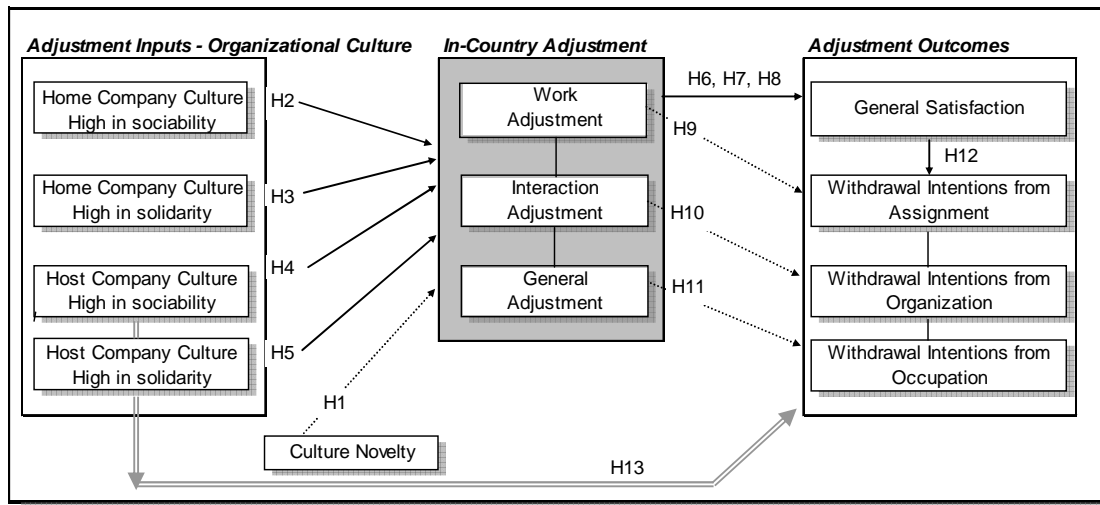 Adjustment Inputs - Organizational Culture
In-Country Adjustment
Adjustment Outcomes
Home Company Culture
High in sociability
H2
Home Company Culture
High in solidarity
H3
Host Company Culture
High in sociability
H4
Host Company Culture
High in solidarity
H5
H1
Culture Novelty
Work
Adjustment
Interaction
Adjustment
General
Adjustment
H6, H7, H8
H9
H10
H11
General Satisfaction
H12
Withdrawal Intentions from
Assignment
Withdrawal Intentions from
Organization
Withdrawal Intentions from
Occupation
H13